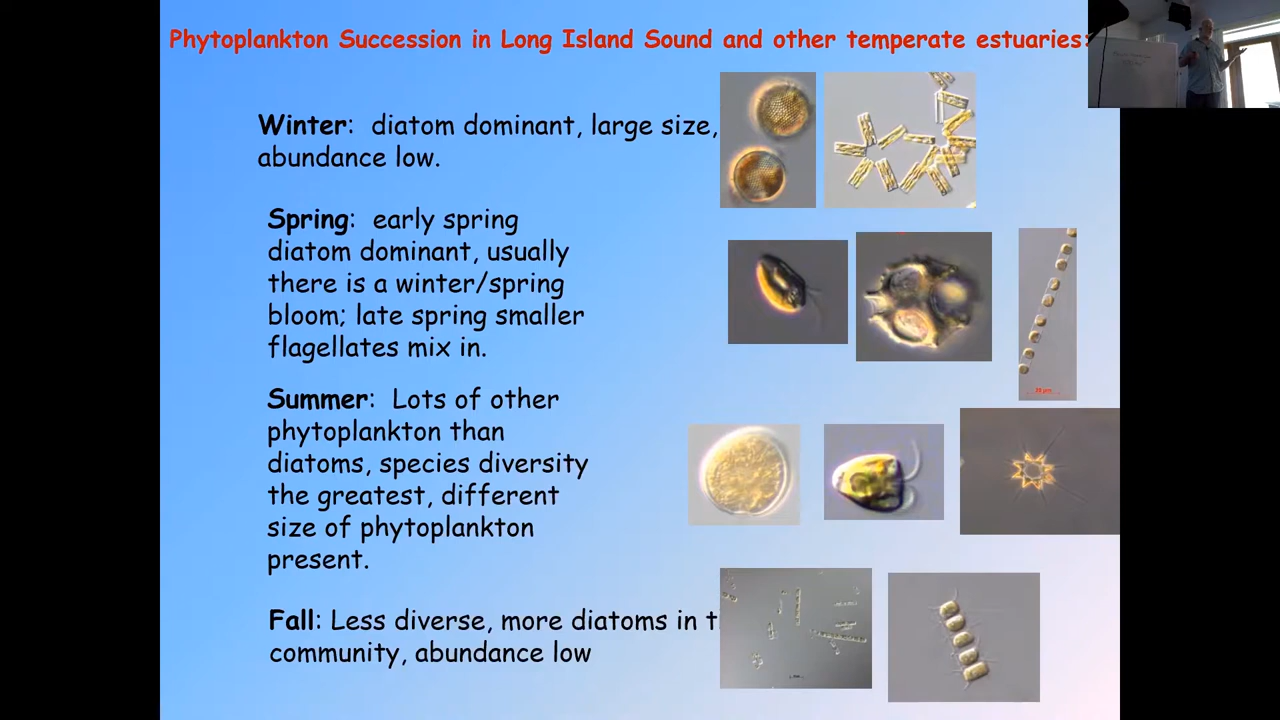 Phytoplankton Succession in Long Island Sound and other temperate estuaries:
Winter: diatom dominant, large size,
abundance low.
Spring: early spring
diatom dominant, usually
there is a winter/spring
bloom; late spring smaller
flagellates mix in.
Summer: Lots of other
phytoplankton than
diatoms, species diversity
the greatest, different
size of phytoplankton
present.
Fall: Less diverse, more diatoms in t
community, abundance low